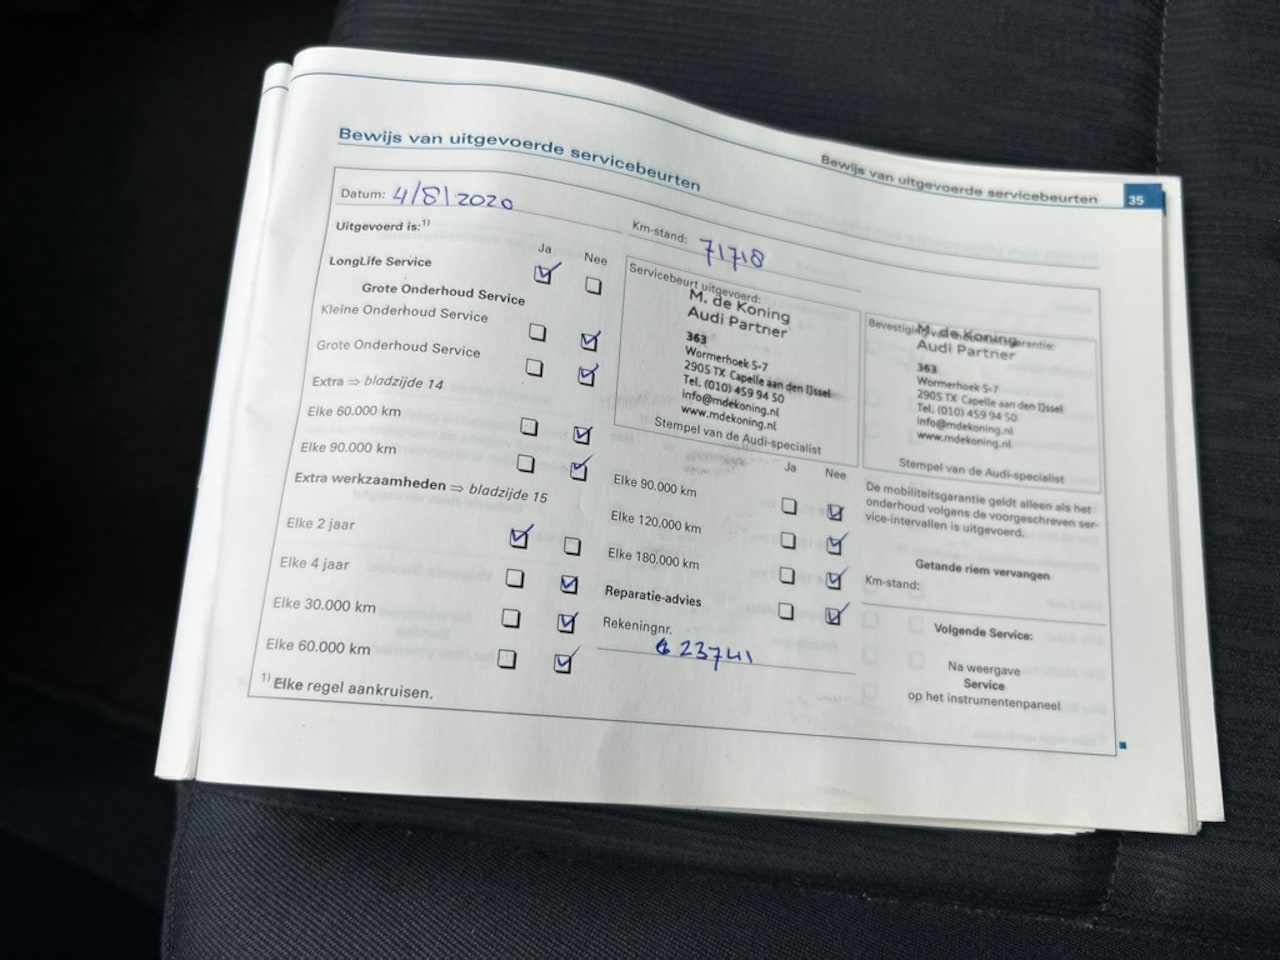 Bewijs van uitgevoerde servicebeurten
Bewijs van uitgevoerde servicebeurten 35
Datum: 4/8/2020
Km-stand: 71718
Uitgevoerd is:1)
Ja Nee
LongLife Service
Grote Onderhoud Service
Kleine Onderhoud Service
Grote Onderhoud Service
Extra ⇒ bladzijde 14
Elke 60.000 km
Elke 90.000 km
Extra werkzaamheden ⇒ bladzijde 15
Elke 2 jaar
Elke 4 jaar
Elke 30.000 km
Elke 60.000 km
1) Elke regel aankruisen.
Servicebeurt uitgevoerd:
M. de Koning
Audi Partner
363
Wormerhoek 5-7
2905 TX Capelle aan den IJssel
Tel. (010) 459 94 50
info@mdekoning.nl
www.mdekoning.nl
Stempel van de Audi-specialist
Ja Nee
Elke 90.000 km
Elke 120.000 km
Elke 180.000 km
Reparatie-advies
Rekeningnr.
23741
M. de Koning
Audi Partner
363
Wormerhoek 5-7
2905 TX Capelle aan den IJssel
Tel. (010) 459 94 50
info@mdekoning.nl
www.mdekoning.nl
Stempel van de Audi-specialist
De mobiliteitsgarantie geldt alleen als het
onderhoud volgens de voorgeschreven ser-
vice-intervallen is uitgevoerd.
Getande riem vervangen
Km-stand:
Volgende Service:
Na weergave
Service
op het instrumentenpaneel